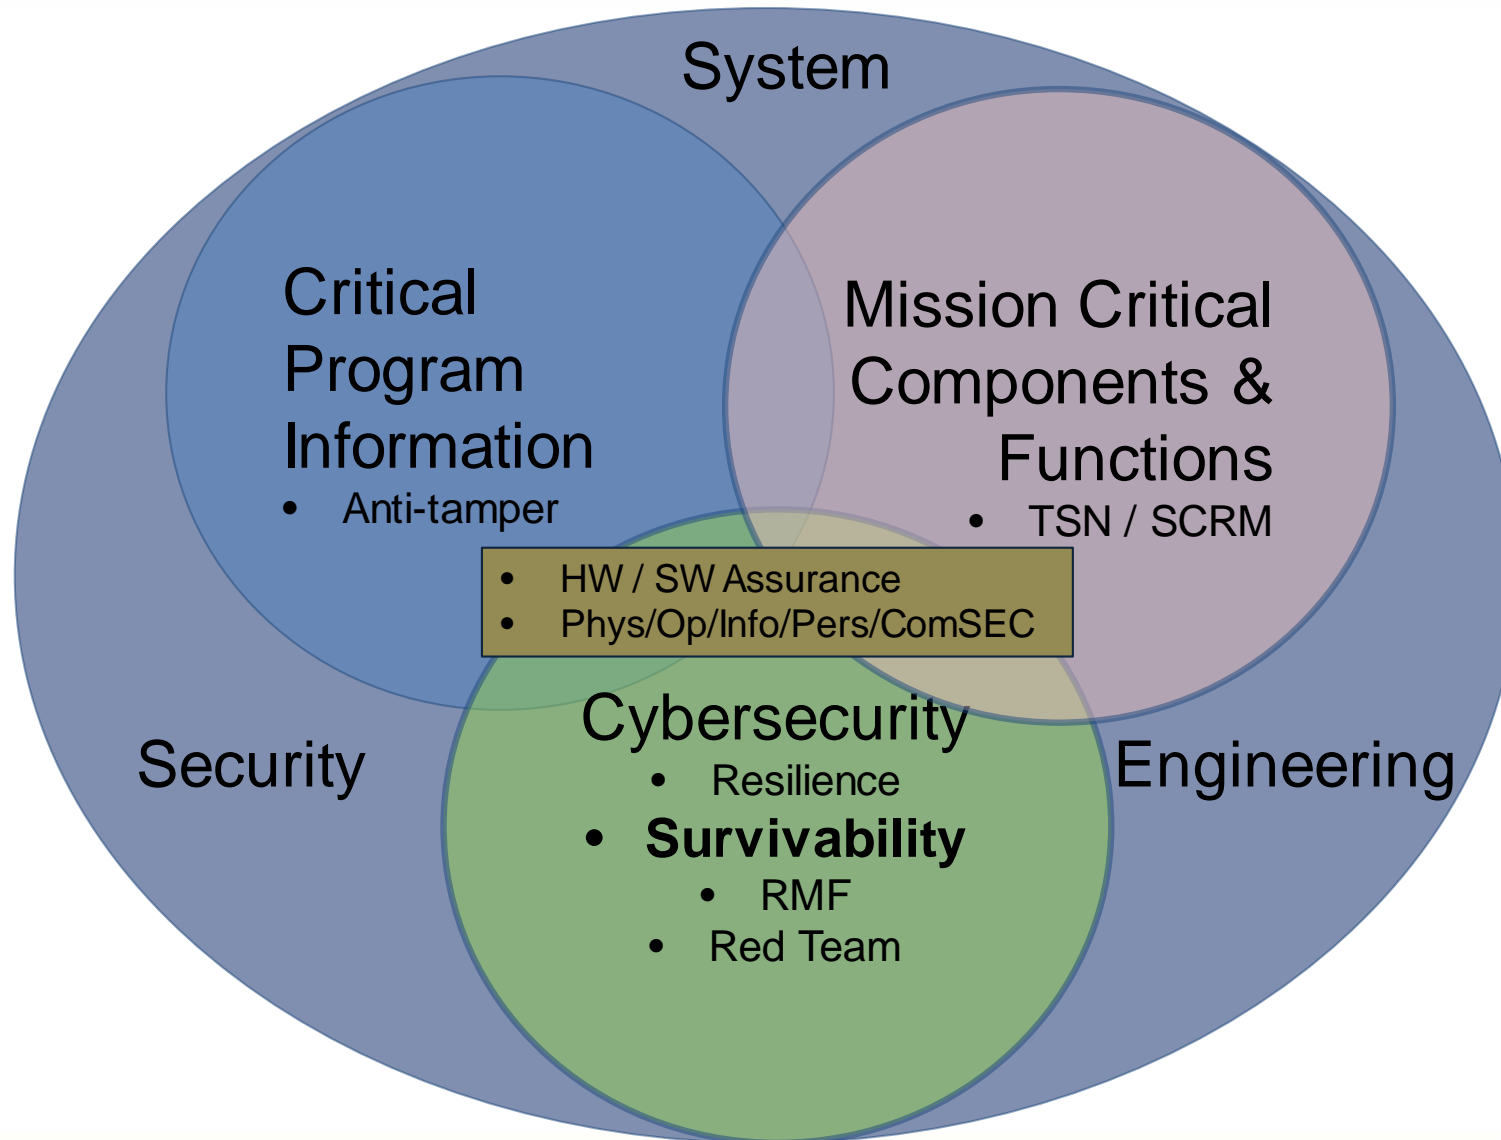 System
Critical
Program
Information
• Anti-tamper
Mission Critical
Components &
Functions
• TSN / SCRM
• HW / SW Assurance
• Phys/Op/Info/Pers/ComSEC
Cybersecurity
• Resilience
• Survivability
• RMF
• Red Team
Security
Engineering